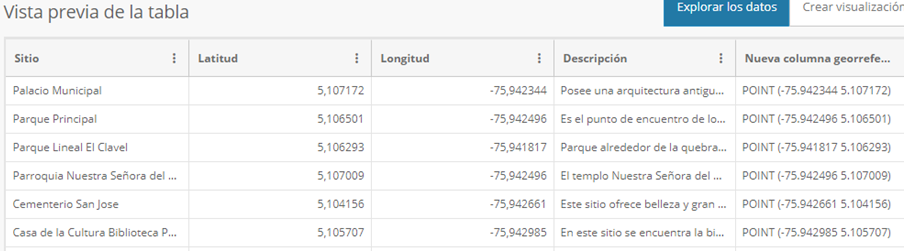 Vista previa de la tabla
Explorar los datos Crear visualización
Sitio Latitud Longitud Descripción Nueva columna georrefe...
Palacio Municipal 5,107172 -75,942344 Posee una arquitectura antigu... POINT (-75.942344 5.107172)
Parque Principal 5,106501 -75,942496 Es el punto de encuentro de lo... POINT (-75.942496 5.106501)
Parque Lineal El Clavel 5,106293 -75,941817 Parque alrededor de la quebra... POINT (-75.941817 5.106293)
Parroquia Nuestra Señora del ... 5,107009 -75,942496 El templo Nuestra Señora del ... POINT (-75.942496 5.107009)
Cementerio San Jose 5,104156 -75,942661 Este sitio ofrece belleza y gran ... POINT (-75.942661 5.104156)
Casa de la Cultura Biblioteca P... 5,105707 -75,942985 En este sitio se encuentra la bi... POINT (-75.942985 5.105707)